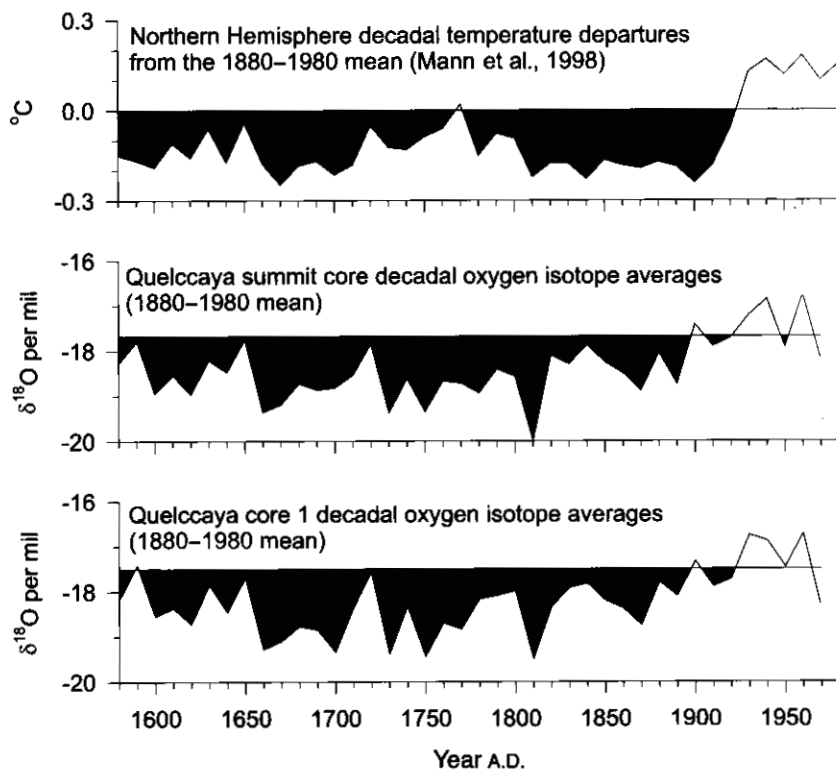 0.3
Northern Hemisphere decadal temperature departures
from the 1880–1980 mean (Mann et al., 1998)
°C
0.0
-0.3
-16
Quelccaya summit core decadal oxygen isotope averages
(1880–1980 mean)
δ¹⁸O per mil
-18
-20
-16
Quelccaya core 1 decadal oxygen isotope averages
(1880–1980 mean)
δ¹⁸O per mil
-18
-20
1600 1650 1700 1750 1800 1850 1900 1950
Year A.D.